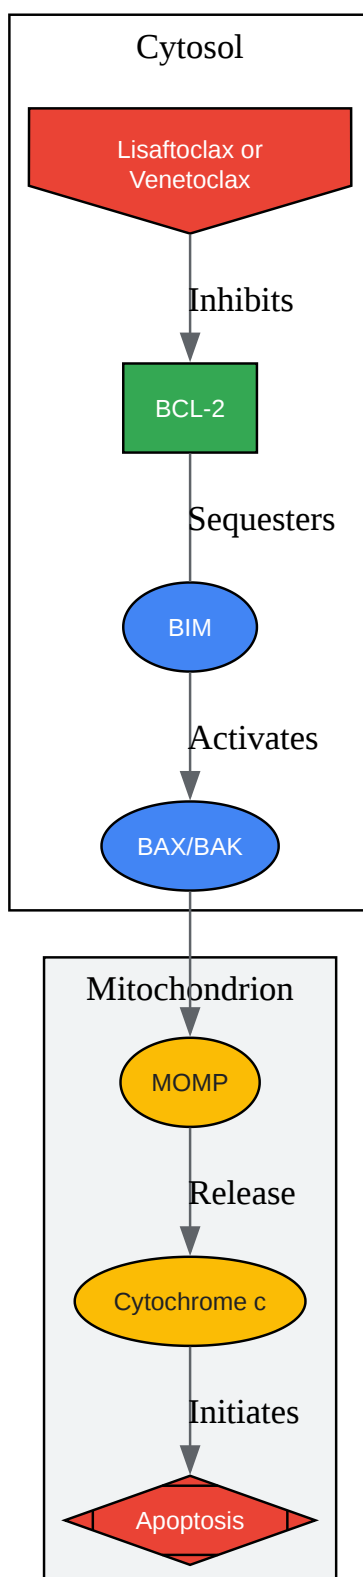 Cytosol
Lisaftoclax or
Venetoclax
Inhibits
BCL-2
Sequesters
BIM
Activates
BAX/BAK
Mitochondrion
MOMP
Release
Cytochrome c
Initiates
Apoptosis